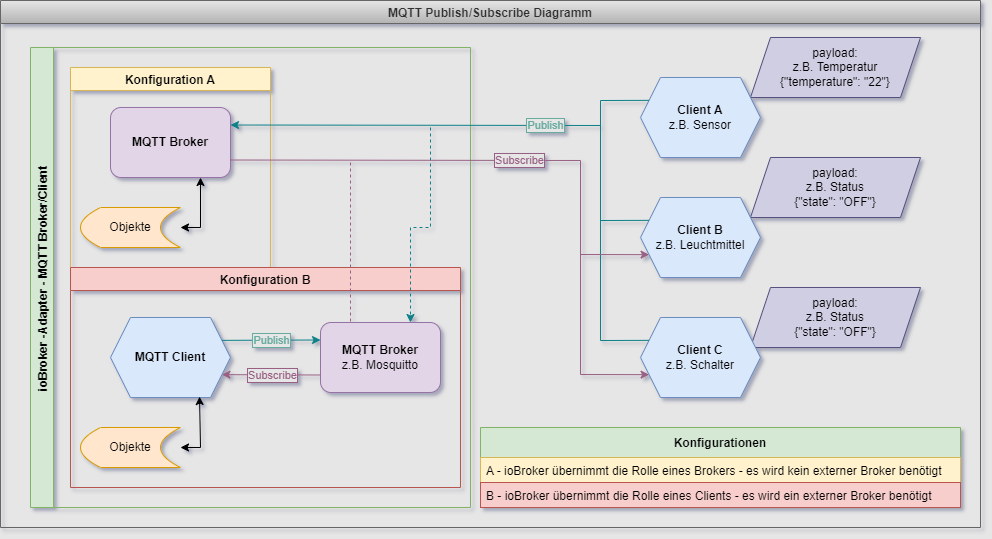 MQTT Publish/Subscribe Diagramm
ioBroker -Adapter - MQTT Broker/Client
Konfiguration A
MQTT Broker
Objekte
Publish
Subscribe
Client A
z.B. Sensor
payload:
z.B. Temperatur
{"temperature": "22"}
Client B
z.B. Leuchtmittel
payload:
z.B. Status
{"state": "OFF"}
Konfiguration B
MQTT Client
Publish
Subscribe
MQTT Broker
z.B. Mosquitto
Objekte
Client C
z.B. Schalter
payload:
z.B. Status
{"state": "OFF"}
Konfigurationen
A - ioBroker übernimmt die Rolle eines Brokers - es wird kein externer Broker benötigt
B - ioBroker übernimmt die Rolle eines Clients - es wird ein externer Broker benötigt